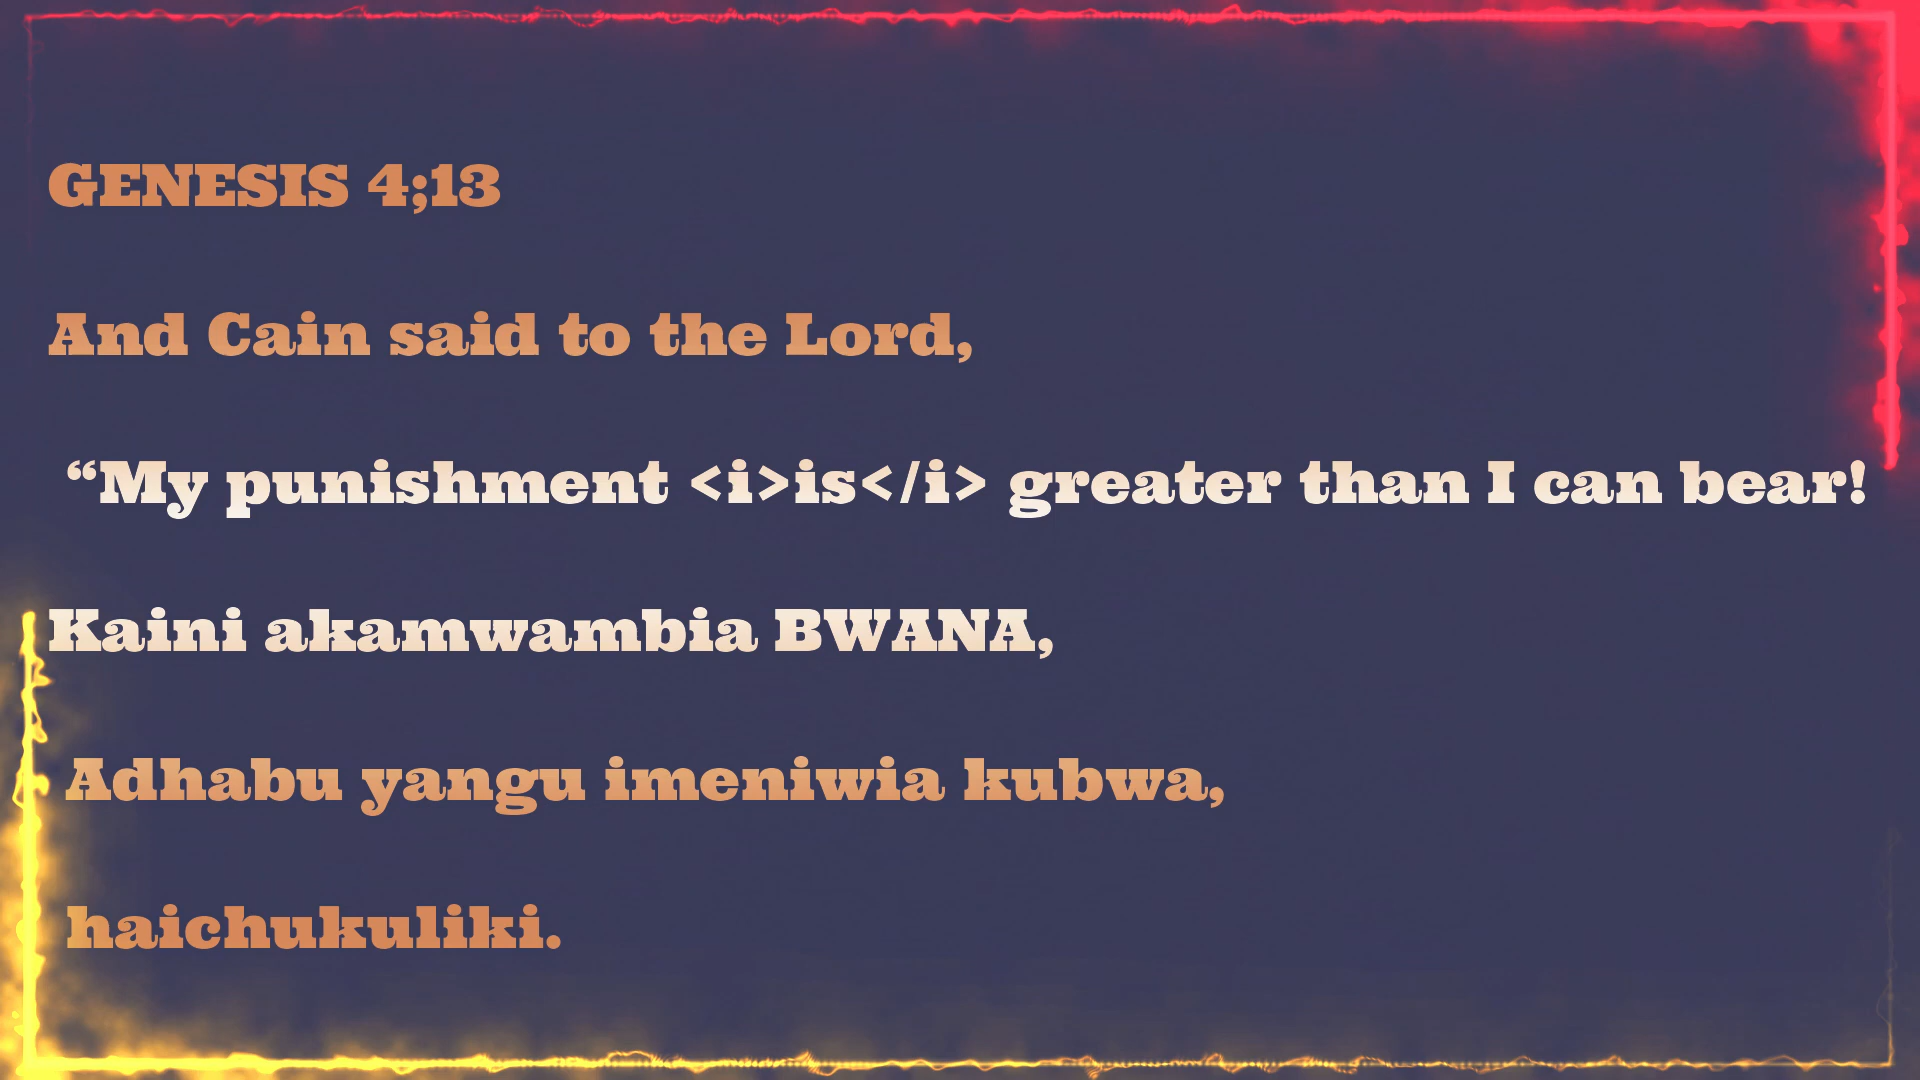 GENESIS 4;13
And Cain said to the Lord,
“My punishment <i>is</i> greater than I can bear!
Kaini akamwambia BWANA,
Adhabu yangu imeniwia kubwa,
haichukuliki.